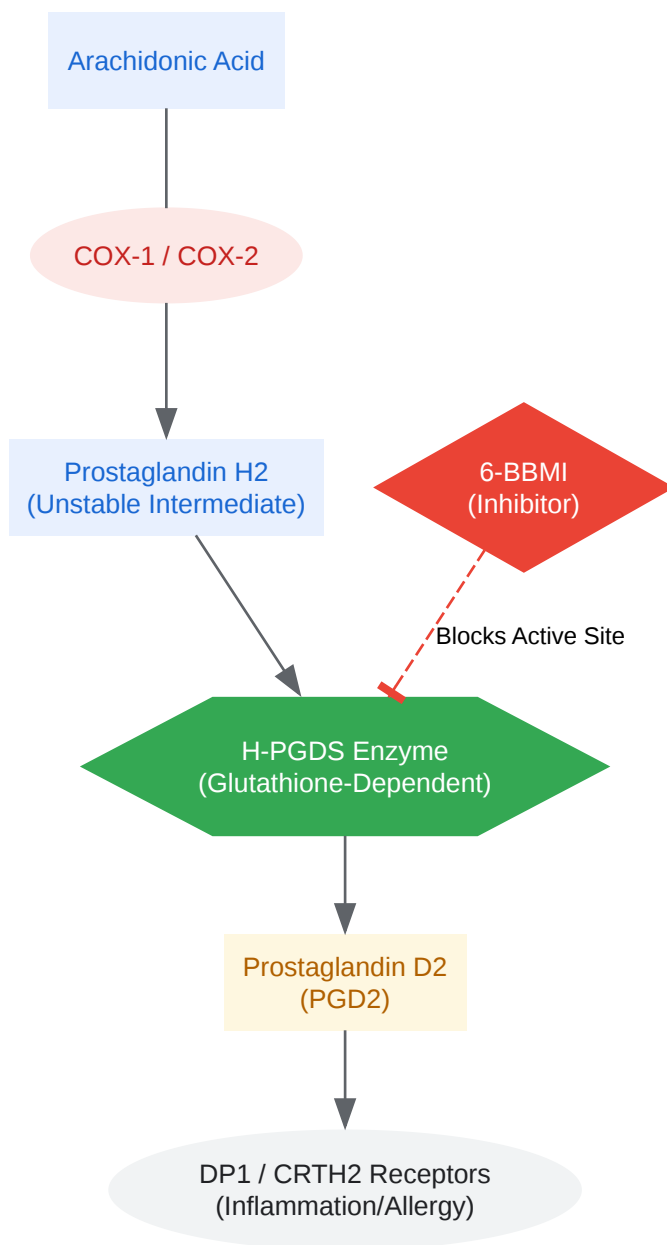 Arachidonic Acid
COX-1 / COX-2
Prostaglandin H2
(Unstable Intermediate)
6-BBMI
(Inhibitor)
Blocks Active Site
H-PGDS Enzyme
(Glutathione-Dependent)
Prostaglandin D2
(PGD2)
DP1 / CRTH2 Receptors
(Inflammation/Allergy)